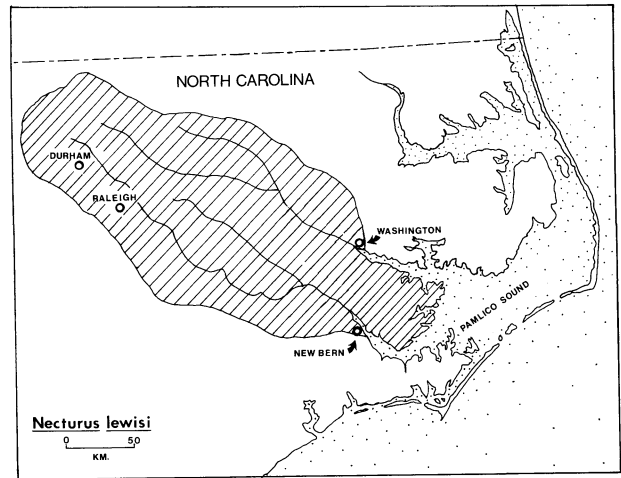 NORTH CAROLINA
DURHAM
RALEIGH
WASHINGTON
PAMLICO SOUND
NEW BERN
Necturus lewisi
0 50
KM.